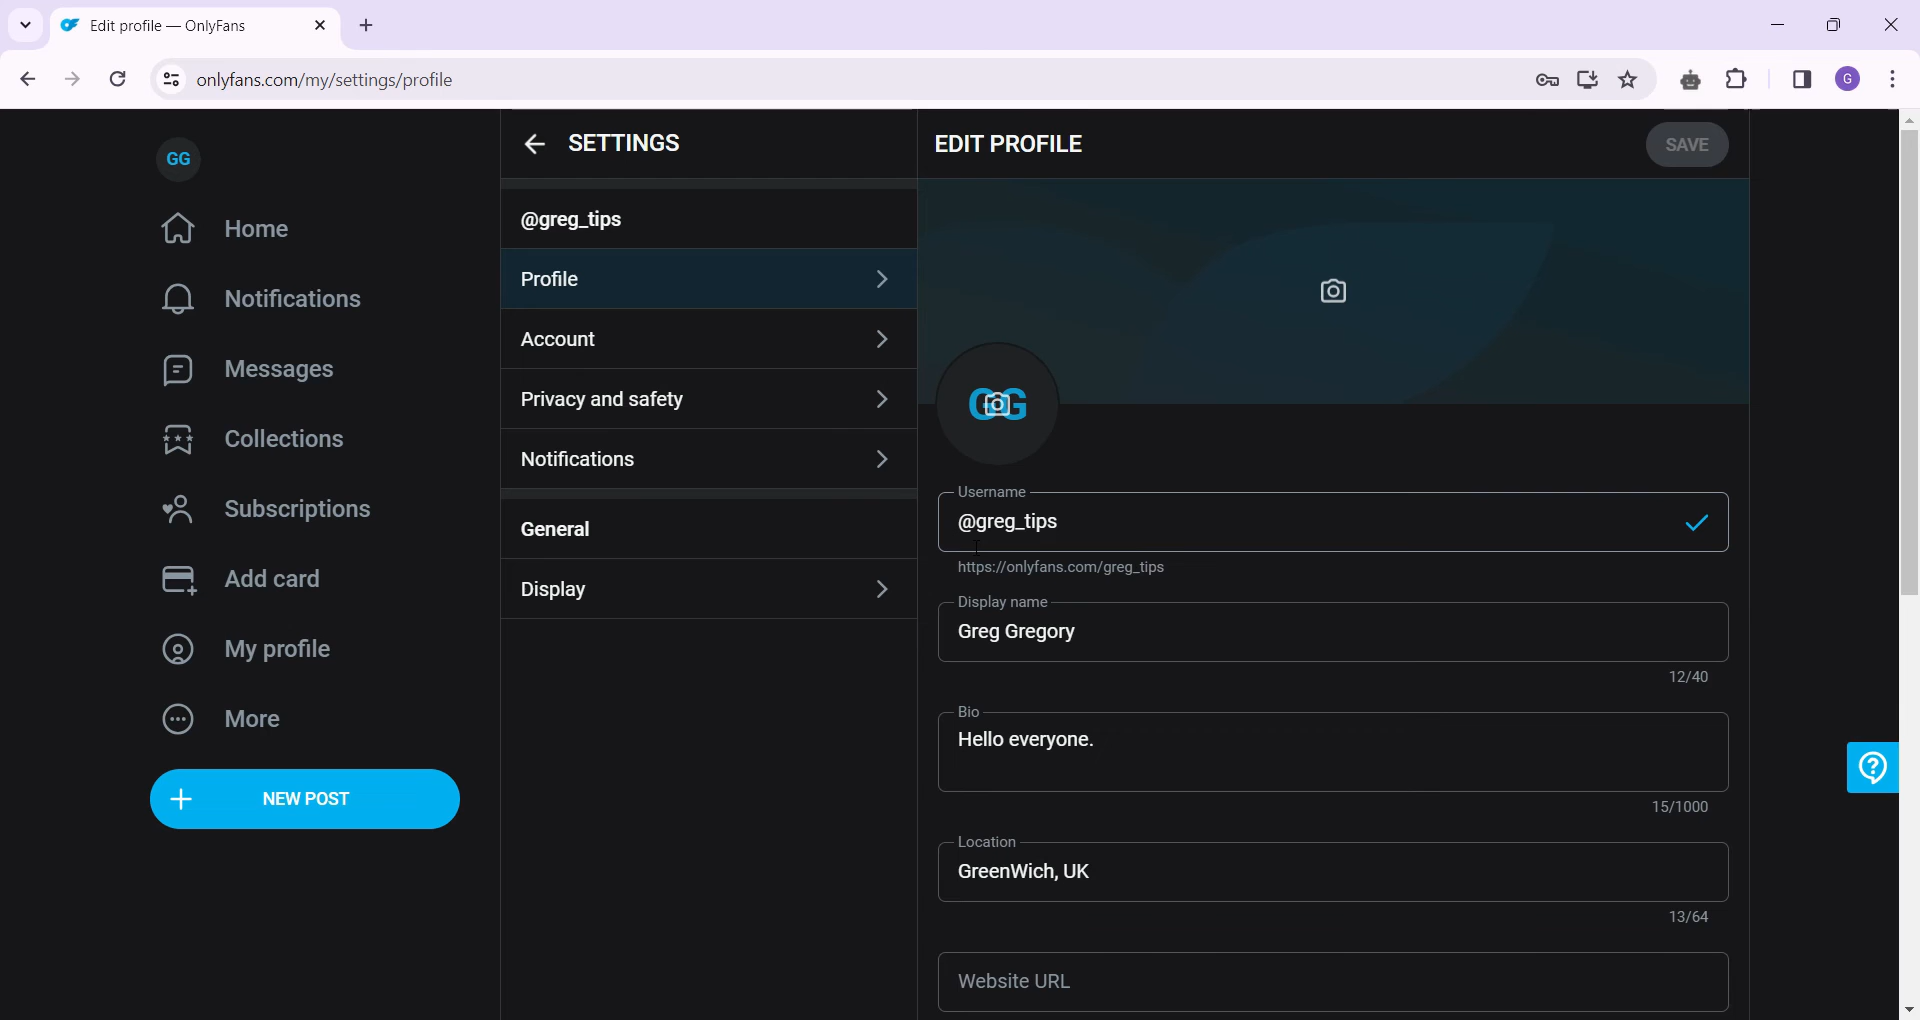 Edit profile — OnlyFans
onlyfans.com/my/settings/profile
G
GG
Home
Notifications
Messages
Collections
Subscriptions
Add card
My profile
More
NEW POST
SETTINGS
@greg_tips
Profile
Account
Privacy and safety
Notifications
General
Display
EDIT PROFILE
SAVE
GG
Username
@greg_tips
https://onlyfans.com/greg_tips
Display name
Greg Gregory
12/40
Bio
Hello everyone.
15/1000
Location
GreenWich, UK
13/64
Website URL